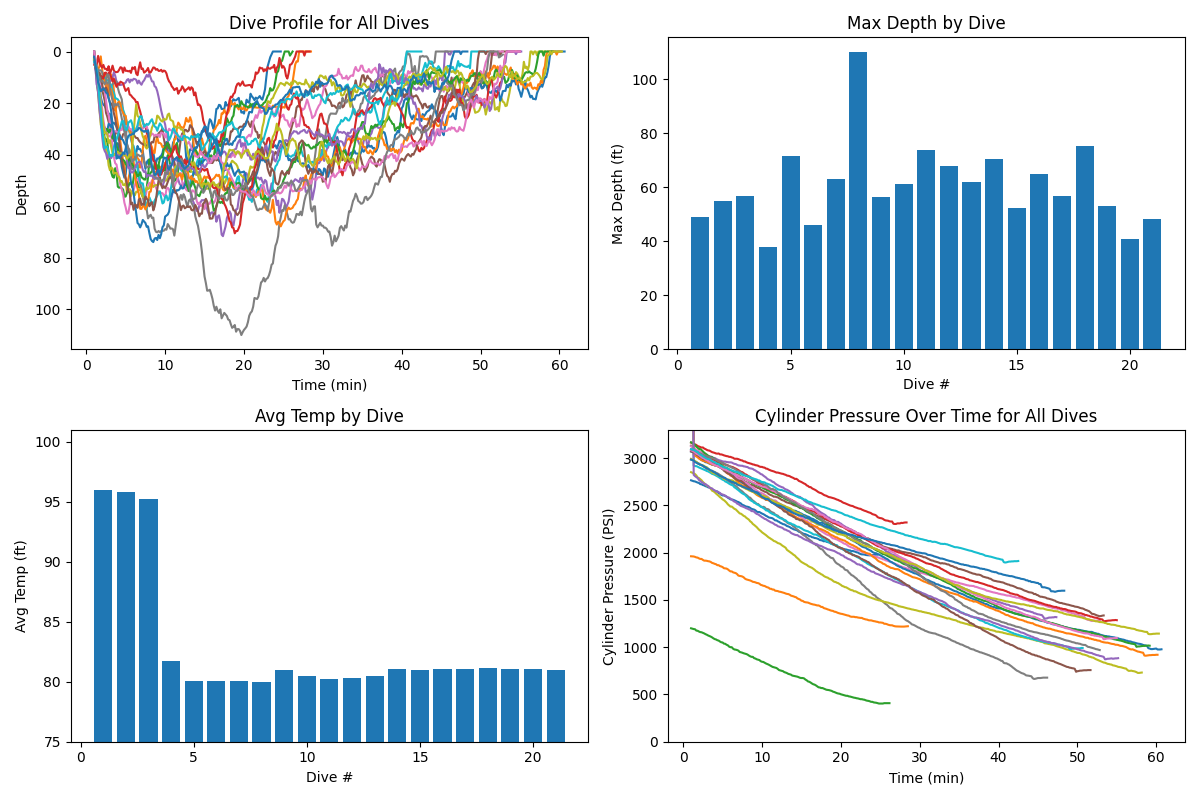 Dive Profile for All Dives
0
20
40
60
80
100
Depth
0 10 20 30 40 50 60
Time (min)
Max Depth by Dive
100
80
60
40
20
0
Max Depth (ft)
0 5 10 15 20
Dive #
Avg Temp by Dive
100
95
90
85
80
75
Avg Temp (ft)
0 5 10 15 20
Dive #
Cylinder Pressure Over Time for All Dives
3000
2500
2000
1500
1000
500
0
Cylinder Pressure (PSI)
0 10 20 30 40 50 60
Time (min)